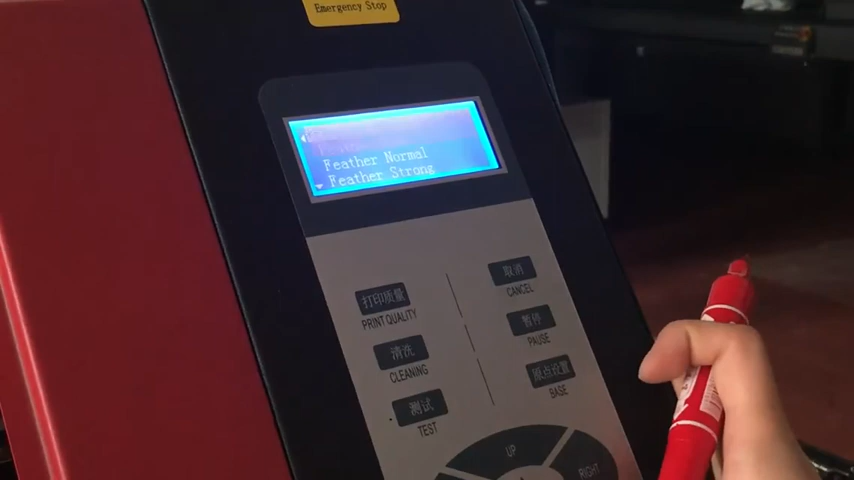 Emergency Stop
Feather Normal
Feather Strong
打印质量
PRINT QUALITY
清洗
CLEANING
测试
TEST
取消
CANCEL
暂停
PAUSE
原点设置
BASE
UP
RIGHT